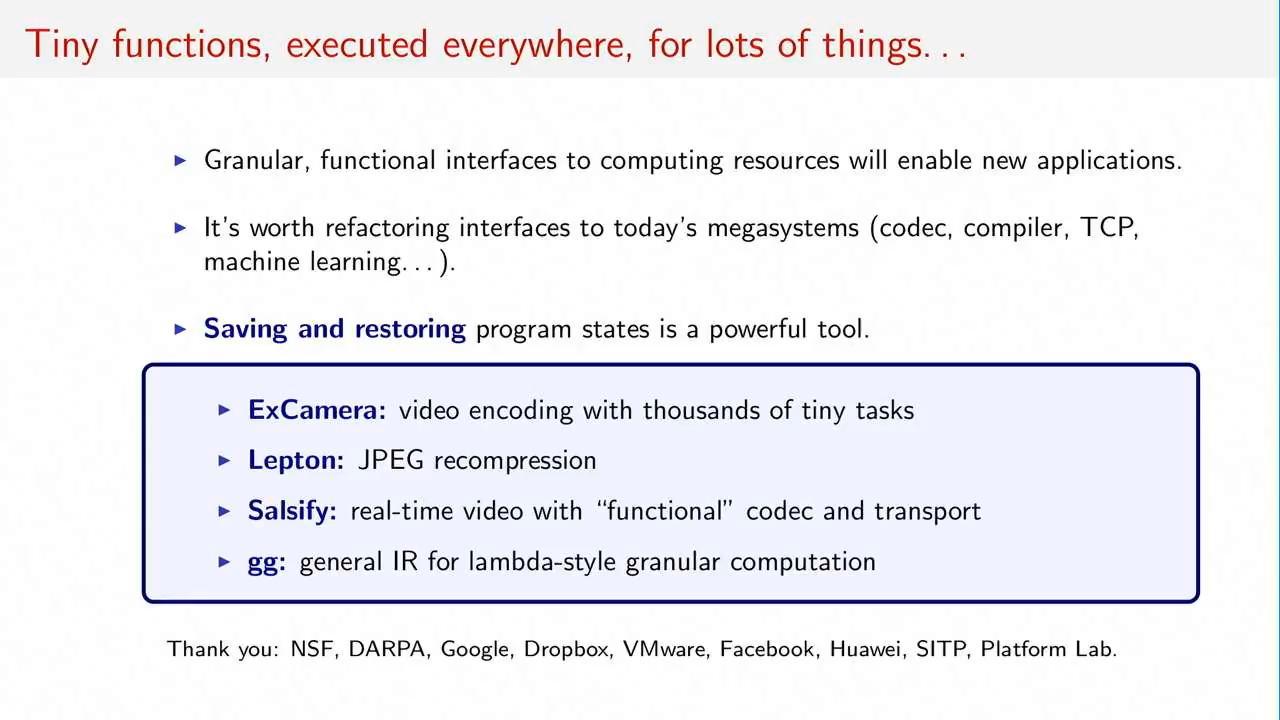 Tiny functions, executed everywhere, for lots of things...
▶ Granular, functional interfaces to computing resources will enable new applications.
▶ It's worth refactoring interfaces to today's megasystems (codec, compiler, TCP,
machine learning...).
▶ Saving and restoring program states is a powerful tool.
▶ ExCamera: video encoding with thousands of tiny tasks
▶ Lepton: JPEG recompression
▶ Salsify: real-time video with “functional” codec and transport
▶ gg: general IR for lambda-style granular computation
Thank you: NSF, DARPA, Google, Dropbox, VMware, Facebook, Huawei, SITP, Platform Lab.